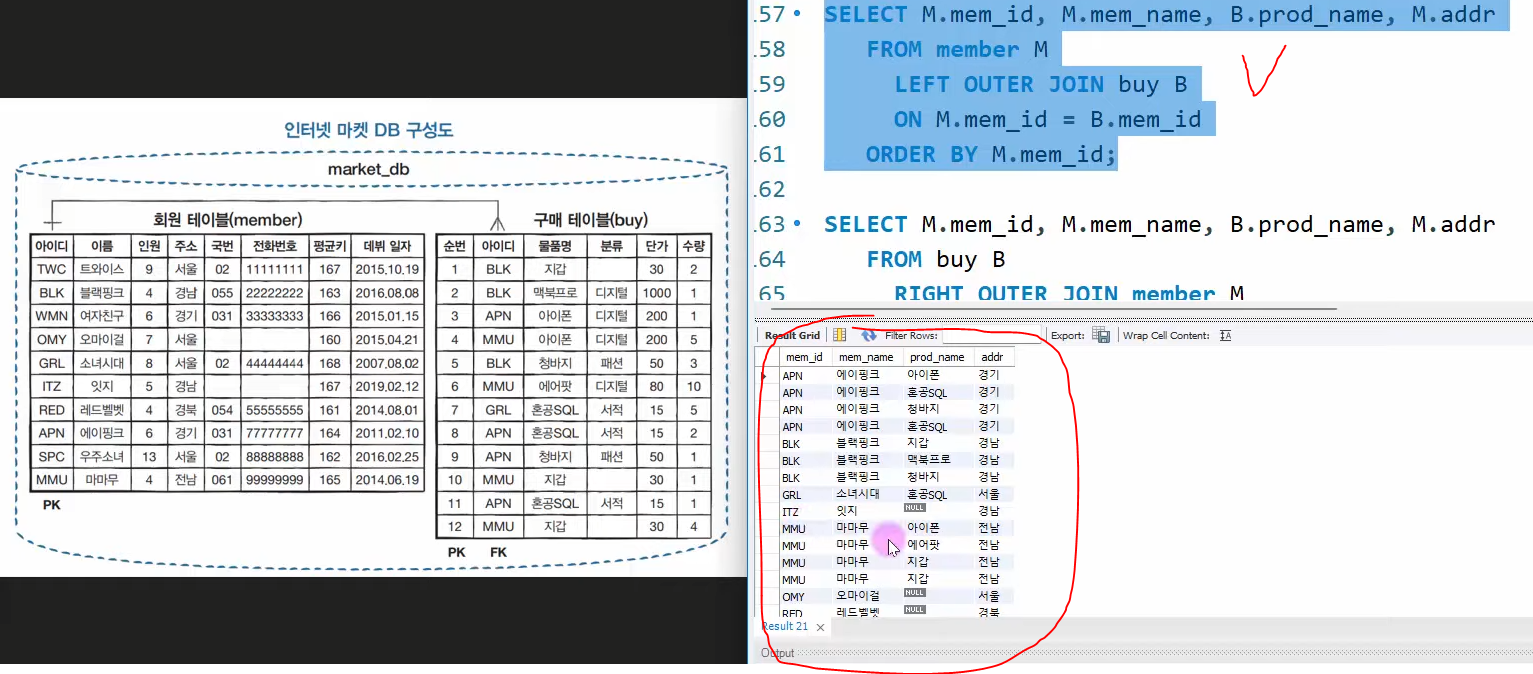 인터넷 마켓 DB 구성도
market_db
회원 테이블(member)
아이디 이름 인원 주소 국번 전화번호 평균키 데뷔 일자
TWC 트와이스 9 서울 02 11111111 167 2015.10.19
BLK 블랙핑크 4 경남 055 22222222 163 2016.08.08
WMN 여자친구 6 경기 031 33333333 166 2015.01.15
OMY 오마이걸 7 서울 160 2015.04.21
GRL 소녀시대 8 서울 02 44444444 168 2007.08.02
ITZ 잇지 5 경남 167 2019.02.12
RED 레드벨벳 4 경북 054 55555555 161 2014.08.01
APN 에이핑크 6 경기 031 77777777 164 2011.02.10
SPC 우주소녀 13 서울 02 88888888 162 2016.02.25
MMU 마마무 4 전남 061 99999999 165 2014.06.19
PK
구매 테이블(buy)
순번 아이디 물품명 분류 단가 수량
1 BLK 지갑 30 2
2 BLK 맥북프로 디지털 1000 1
3 APN 아이폰 디지털 200 1
4 MMU 아이폰 디지털 200 5
5 BLK 청바지 패션 50 3
6 MMU 에어팟 디지털 80 10
7 GRL 혼공SQL 서적 15 5
8 APN 혼공SQL 서적 15 2
9 APN 청바지 패션 50 1
10 MMU 지갑 30 1
11 APN 혼공SQL 서적 15 1
12 MMU 지갑 30 4
PK FK
57 SELECT M.mem_id, M.mem_name, B.prod_name, M.addr
58 FROM member M
59 LEFT OUTER JOIN buy B
60 ON M.mem_id = B.mem_id
61 ORDER BY M.mem_id;
62
63 SELECT M.mem_id, M.mem_name, B.prod_name, M.addr
64 FROM buy B
65 RIGHT OUTER JOIN member M
Result Grid Filter Rows: Export: Wrap Cell Content:
mem_id mem_name prod_name addr
APN 에이핑크 아이폰 경기
APN 에이핑크 혼공SQL 경기
APN 에이핑크 청바지 경기
APN 에이핑크 혼공SQL 경기
BLK 블랙핑크 지갑 경남
BLK 블랙핑크 맥북프로 경남
BLK 블랙핑크 청바지 경남
GRL 소녀시대 혼공SQL 서울
ITZ 잇지 NULL 경남
MMU 마마무 아이폰 전남
MMU 마마무 에어팟 전남
MMU 마마무 지갑 전남
MMU 마마무 지갑 전남
OMY 오마이걸 NULL 서울
RED 레드벨벳 NULL 경북
Result 21
Output